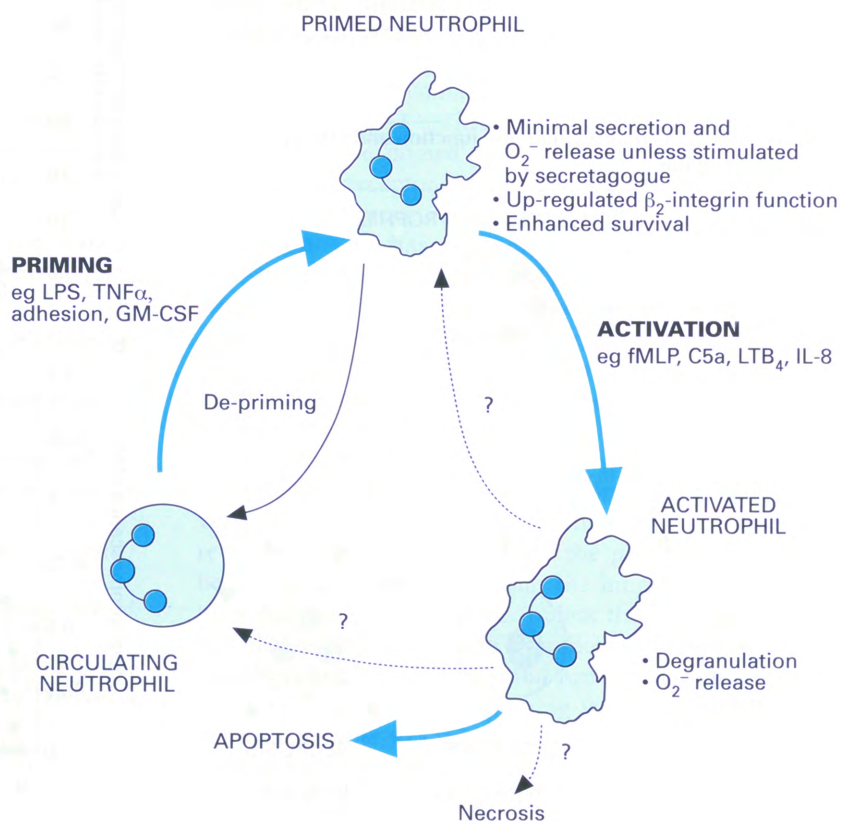 PRIMED NEUTROPHIL
• Minimal secretion and
O₂⁻ release unless stimulated
by secretagogue
• Up-regulated β₂-integrin function
• Enhanced survival
PRIMING
eg LPS, TNFα,
adhesion, GM-CSF
ACTIVATION
eg fMLP, C5a, LTB₄, IL-8
De-priming
?
ACTIVATED
NEUTROPHIL
?
CIRCULATING
NEUTROPHIL
• Degranulation
• O₂⁻ release
APOPTOSIS
?
Necrosis